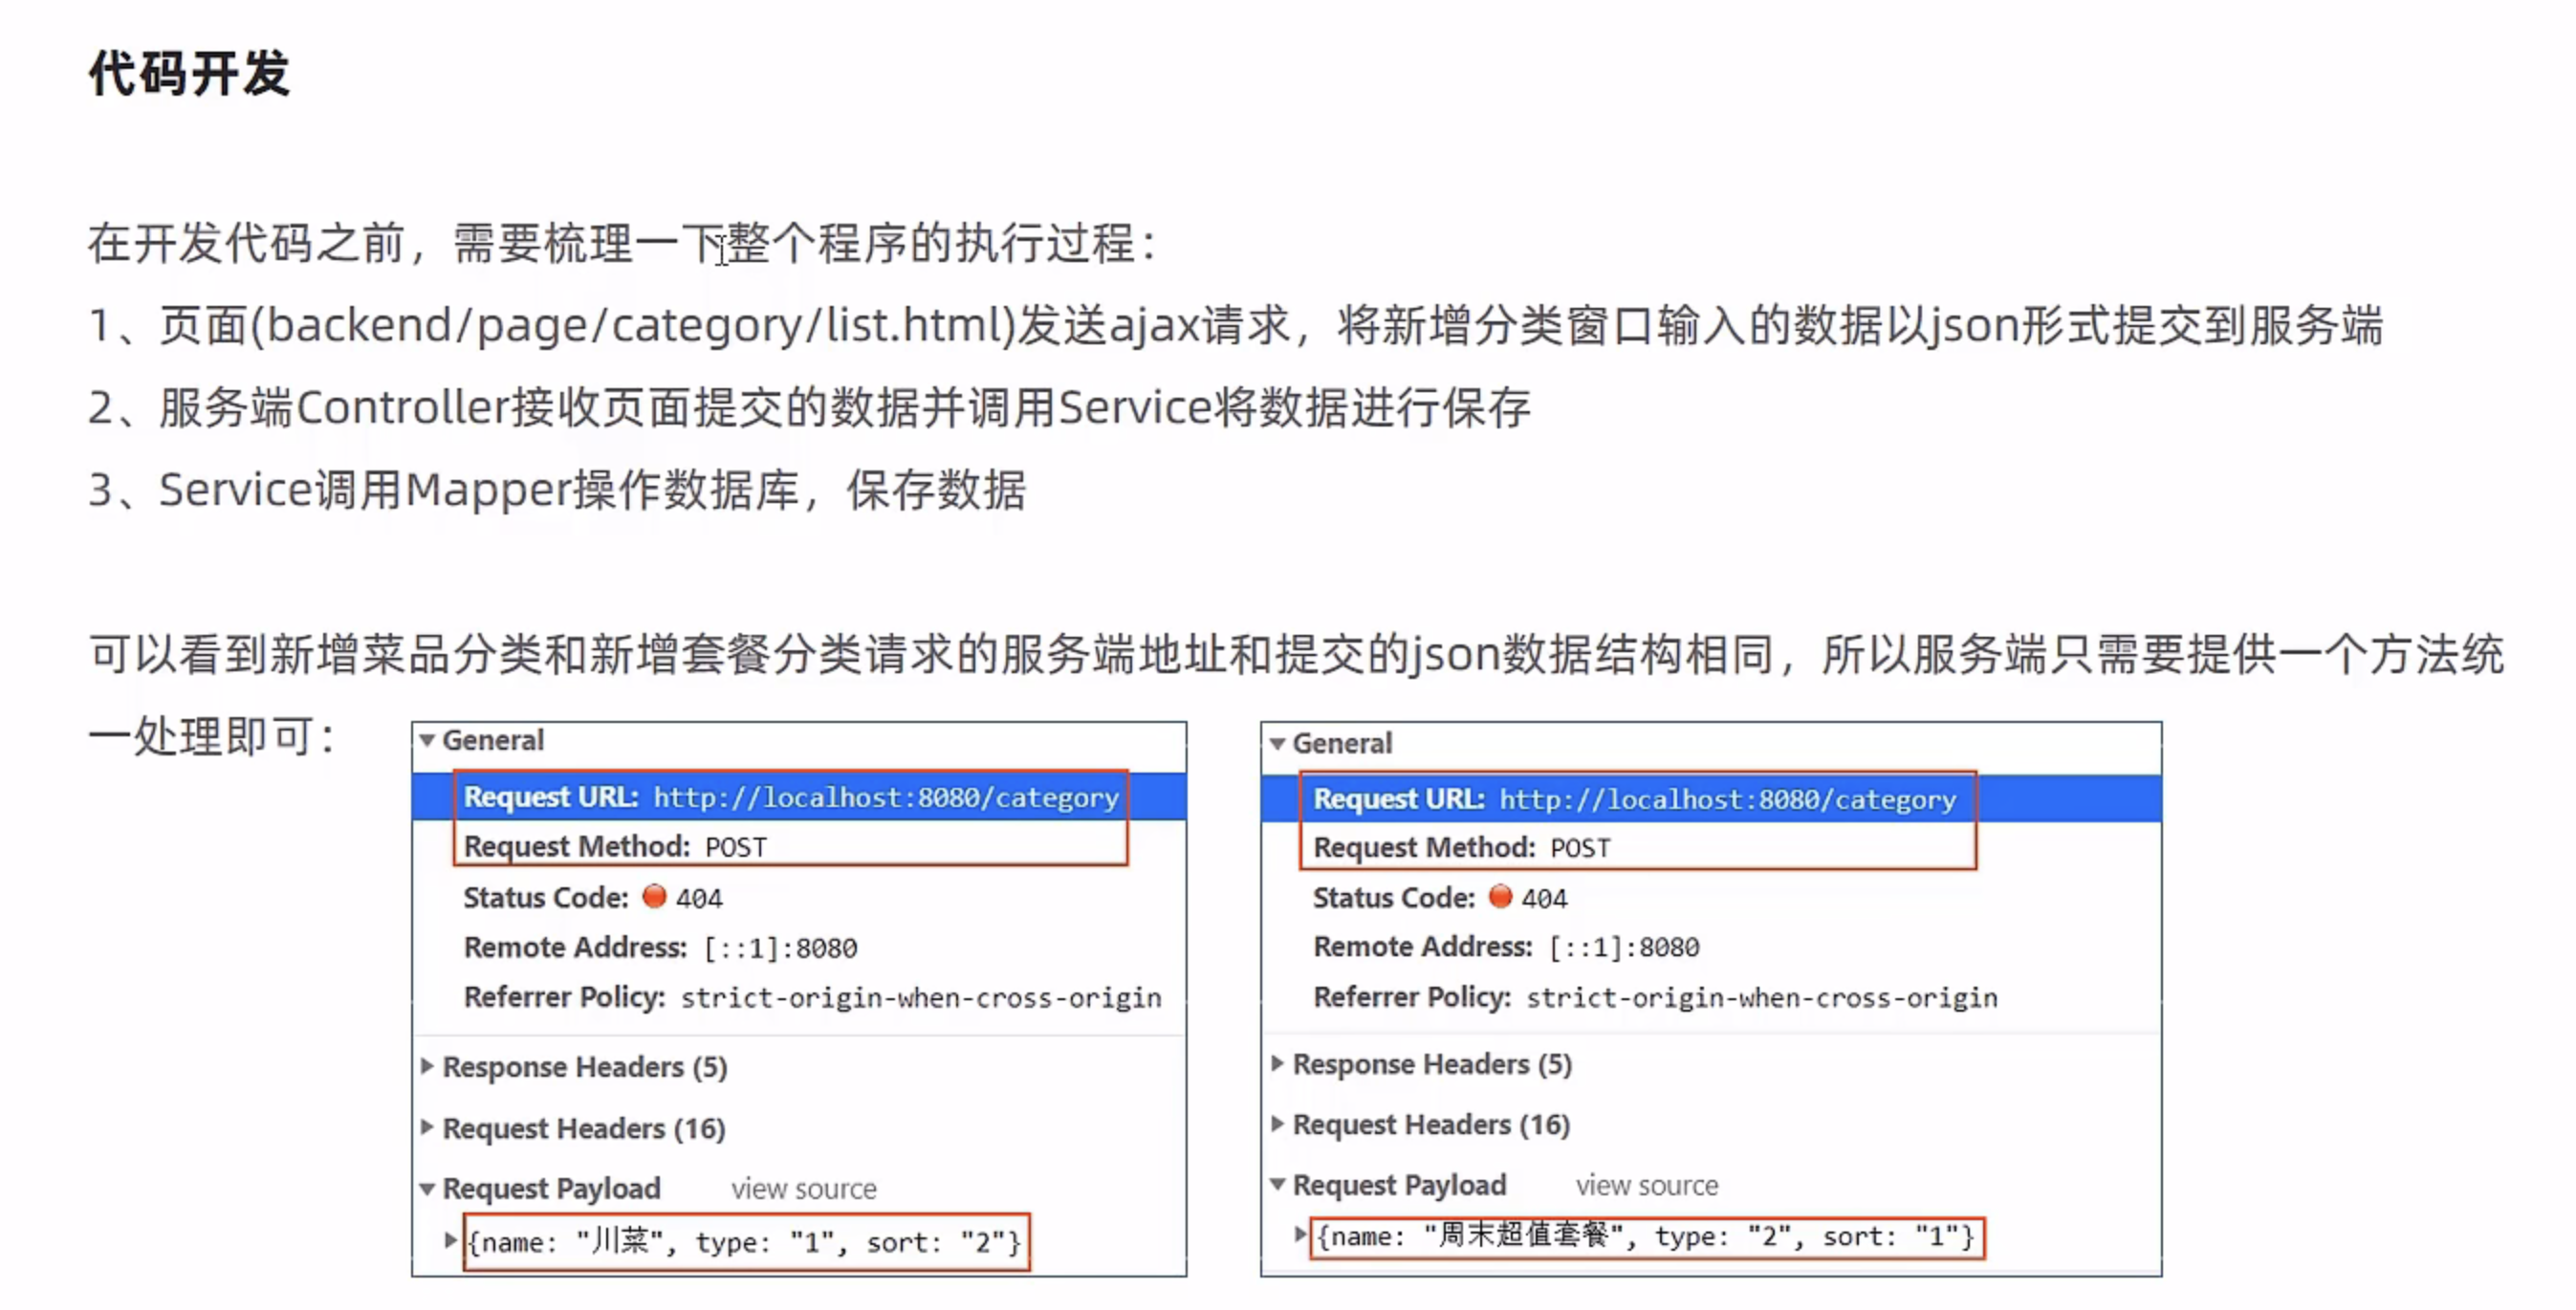 代码开发
在开发代码之前，需要梳理一下整个程序的执行过程：
1、页面(backend/page/category/list.html)发送ajax请求，将新增分类窗口输入的数据以json形式提交到服务端
2、服务端Controller接收页面提交的数据并调用Service将数据进行保存
3、Service调用Mapper操作数据库，保存数据
可以看到新增菜品分类和新增套餐分类请求的服务端地址和提交的json数据结构相同，所以服务端只需要提供一个方法统
一处理即可：
General
Request URL: http://localhost:8080/category
Request Method: POST
Status Code: 404
Remote Address: [::1]:8080
Referrer Policy: strict-origin-when-cross-origin
Response Headers (5)
Request Headers (16)
Request Payload view source
{name: "川菜", type: "1", sort: "2"}
General
Request URL: http://localhost:8080/category
Request Method: POST
Status Code: 404
Remote Address: [::1]:8080
Referrer Policy: strict-origin-when-cross-origin
Response Headers (5)
Request Headers (16)
Request Payload view source
{name: "周末超值套餐", type: "2", sort: "1"}